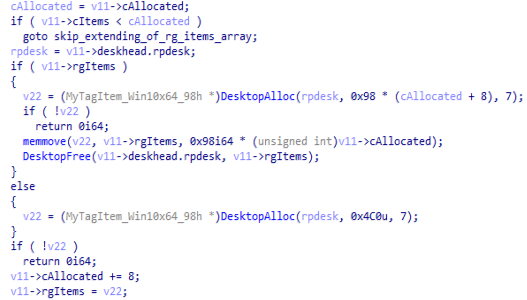 cAllocated = v11->cAllocated;
if ( v11->cItems < cAllocated )
goto skip_extending_of_rg_items_array;
rpdesk = v11->deskhead.rpdesk;
if ( v11->rgItems )
{
v22 = (MyTagItem_Win10x64_98h *)DesktopAlloc(rpdesk, 0x98 * (cAllocated + 8), 7);
if ( !v22 )
return 0i64;
memmove(v22, v11->rgItems, 0x98i64 * (unsigned int)v11->cAllocated);
DesktopFree(v11->deskhead.rpdesk, v11->rgItems);
}
else
{
v22 = (MyTagItem_Win10x64_98h *)DesktopAlloc(rpdesk, 0x4C0u, 7);
}
if ( !v22 )
return 0i64;
v11->cAllocated += 8;
v11->rgItems = v22;